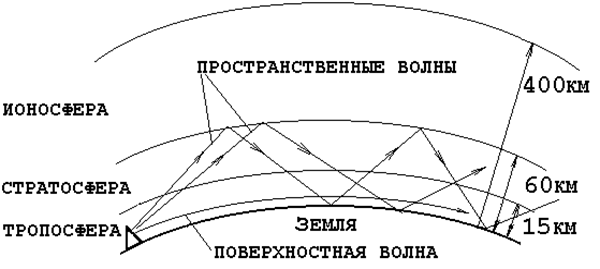 ПРОСТРАНСТВЕННЫЕ ВОЛНЫ
400км
ИОНОСФЕРА
СТРАТОСФЕРА
60км
ТРОПОСФЕРА
ЗЕМЛЯ
15км
ПОВЕРХНОСТНАЯ ВОЛНА